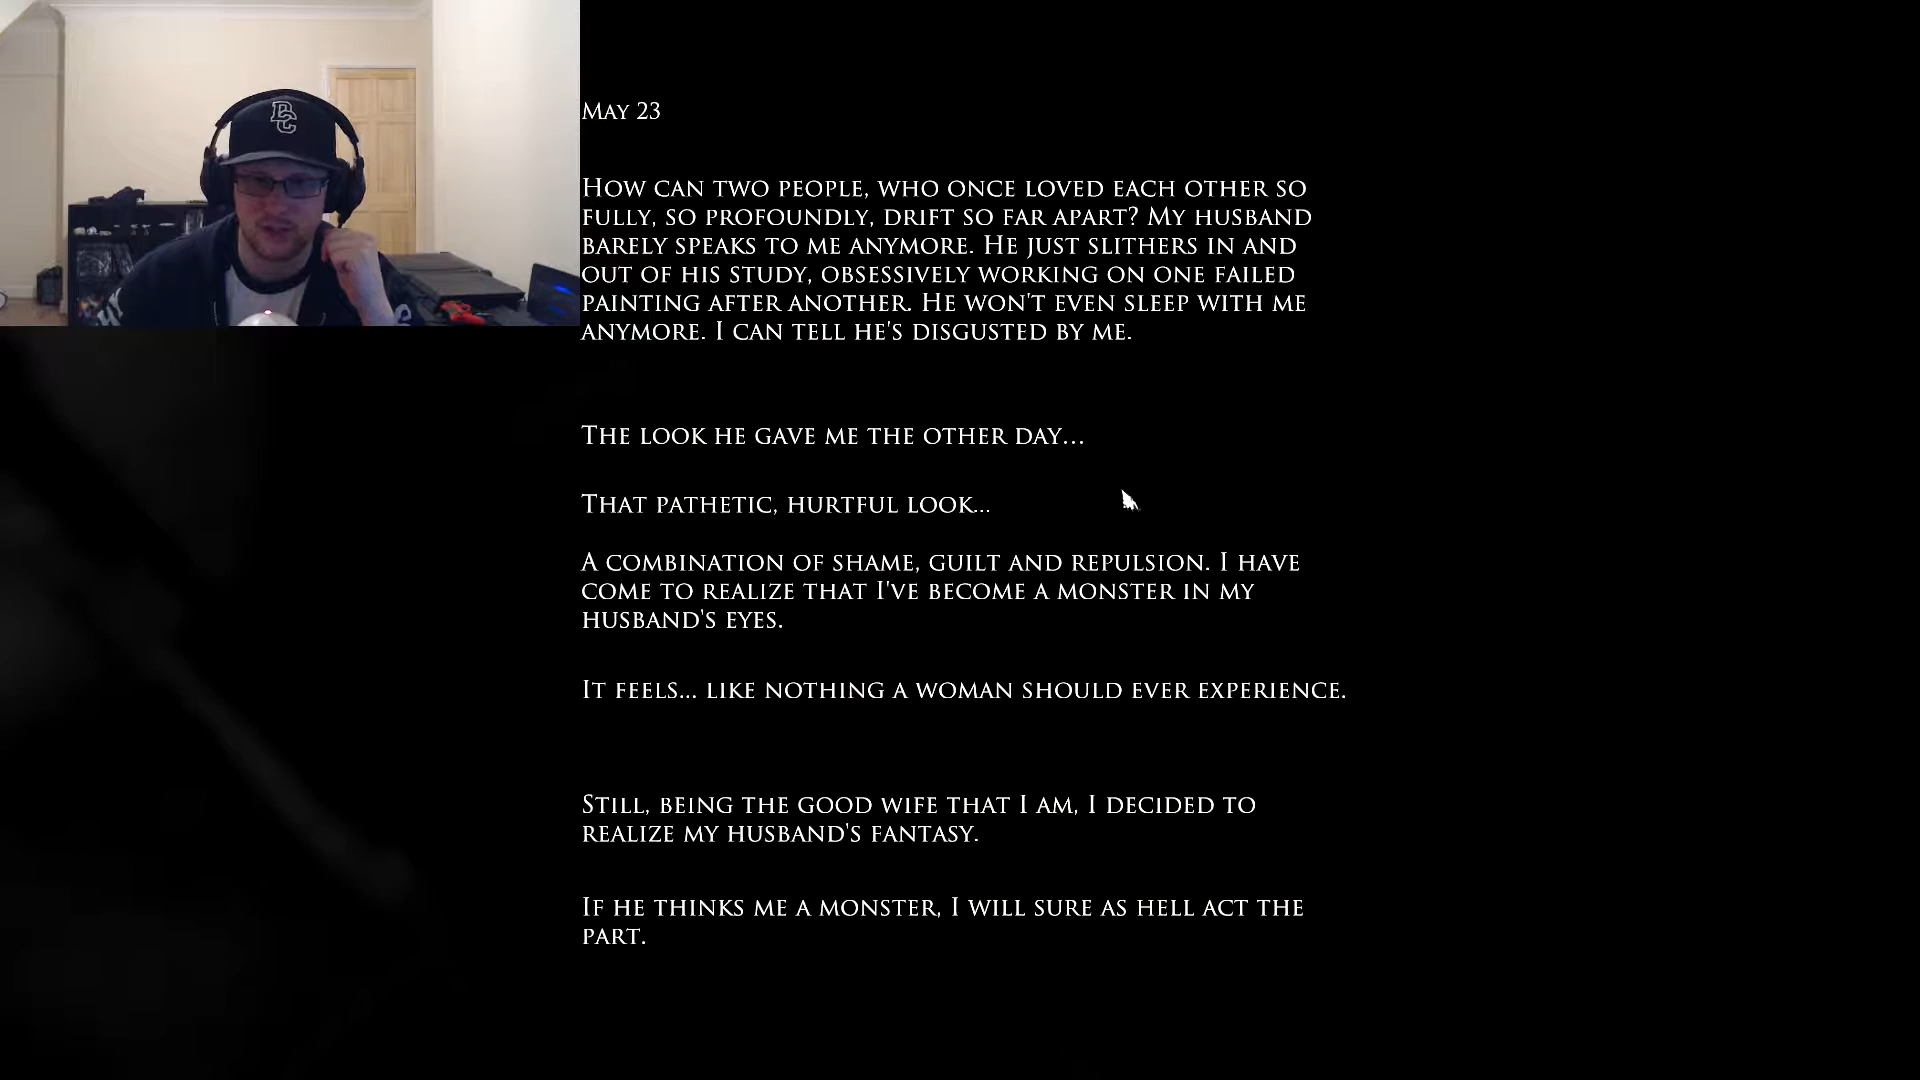 May 23
How can two people, who once loved each other so
fully, so profoundly, drift so far apart? My husband
barely speaks to me anymore. He just slithers in and
out of his study, obsessively working on one failed
painting after another. He won't even sleep with me
anymore. I can tell he's disgusted by me.
The look he gave me the other day...
That pathetic, hurtful look...
A combination of shame, guilt and repulsion. I have
come to realize that I've become a monster in my
husband's eyes.
It feels... like nothing a woman should ever experience.
Still, being the good wife that I am, I decided to
realize my husband's fantasy.
If he thinks me a monster, I will sure as hell act the
part.
DC